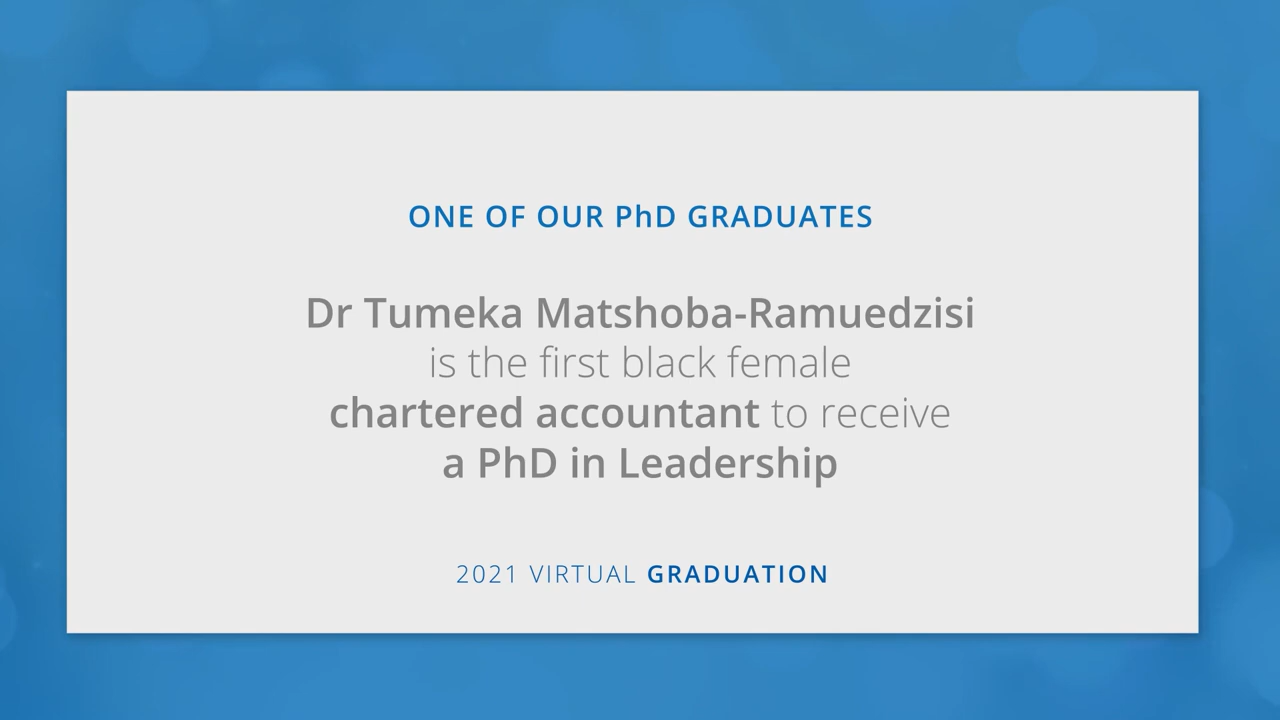 ONE OF OUR PhD GRADUATES
Dr Tumeka Matshoba-Ramuedzisi
is the first black female
chartered accountant to receive
a PhD in Leadership
2021 VIRTUAL GRADUATION